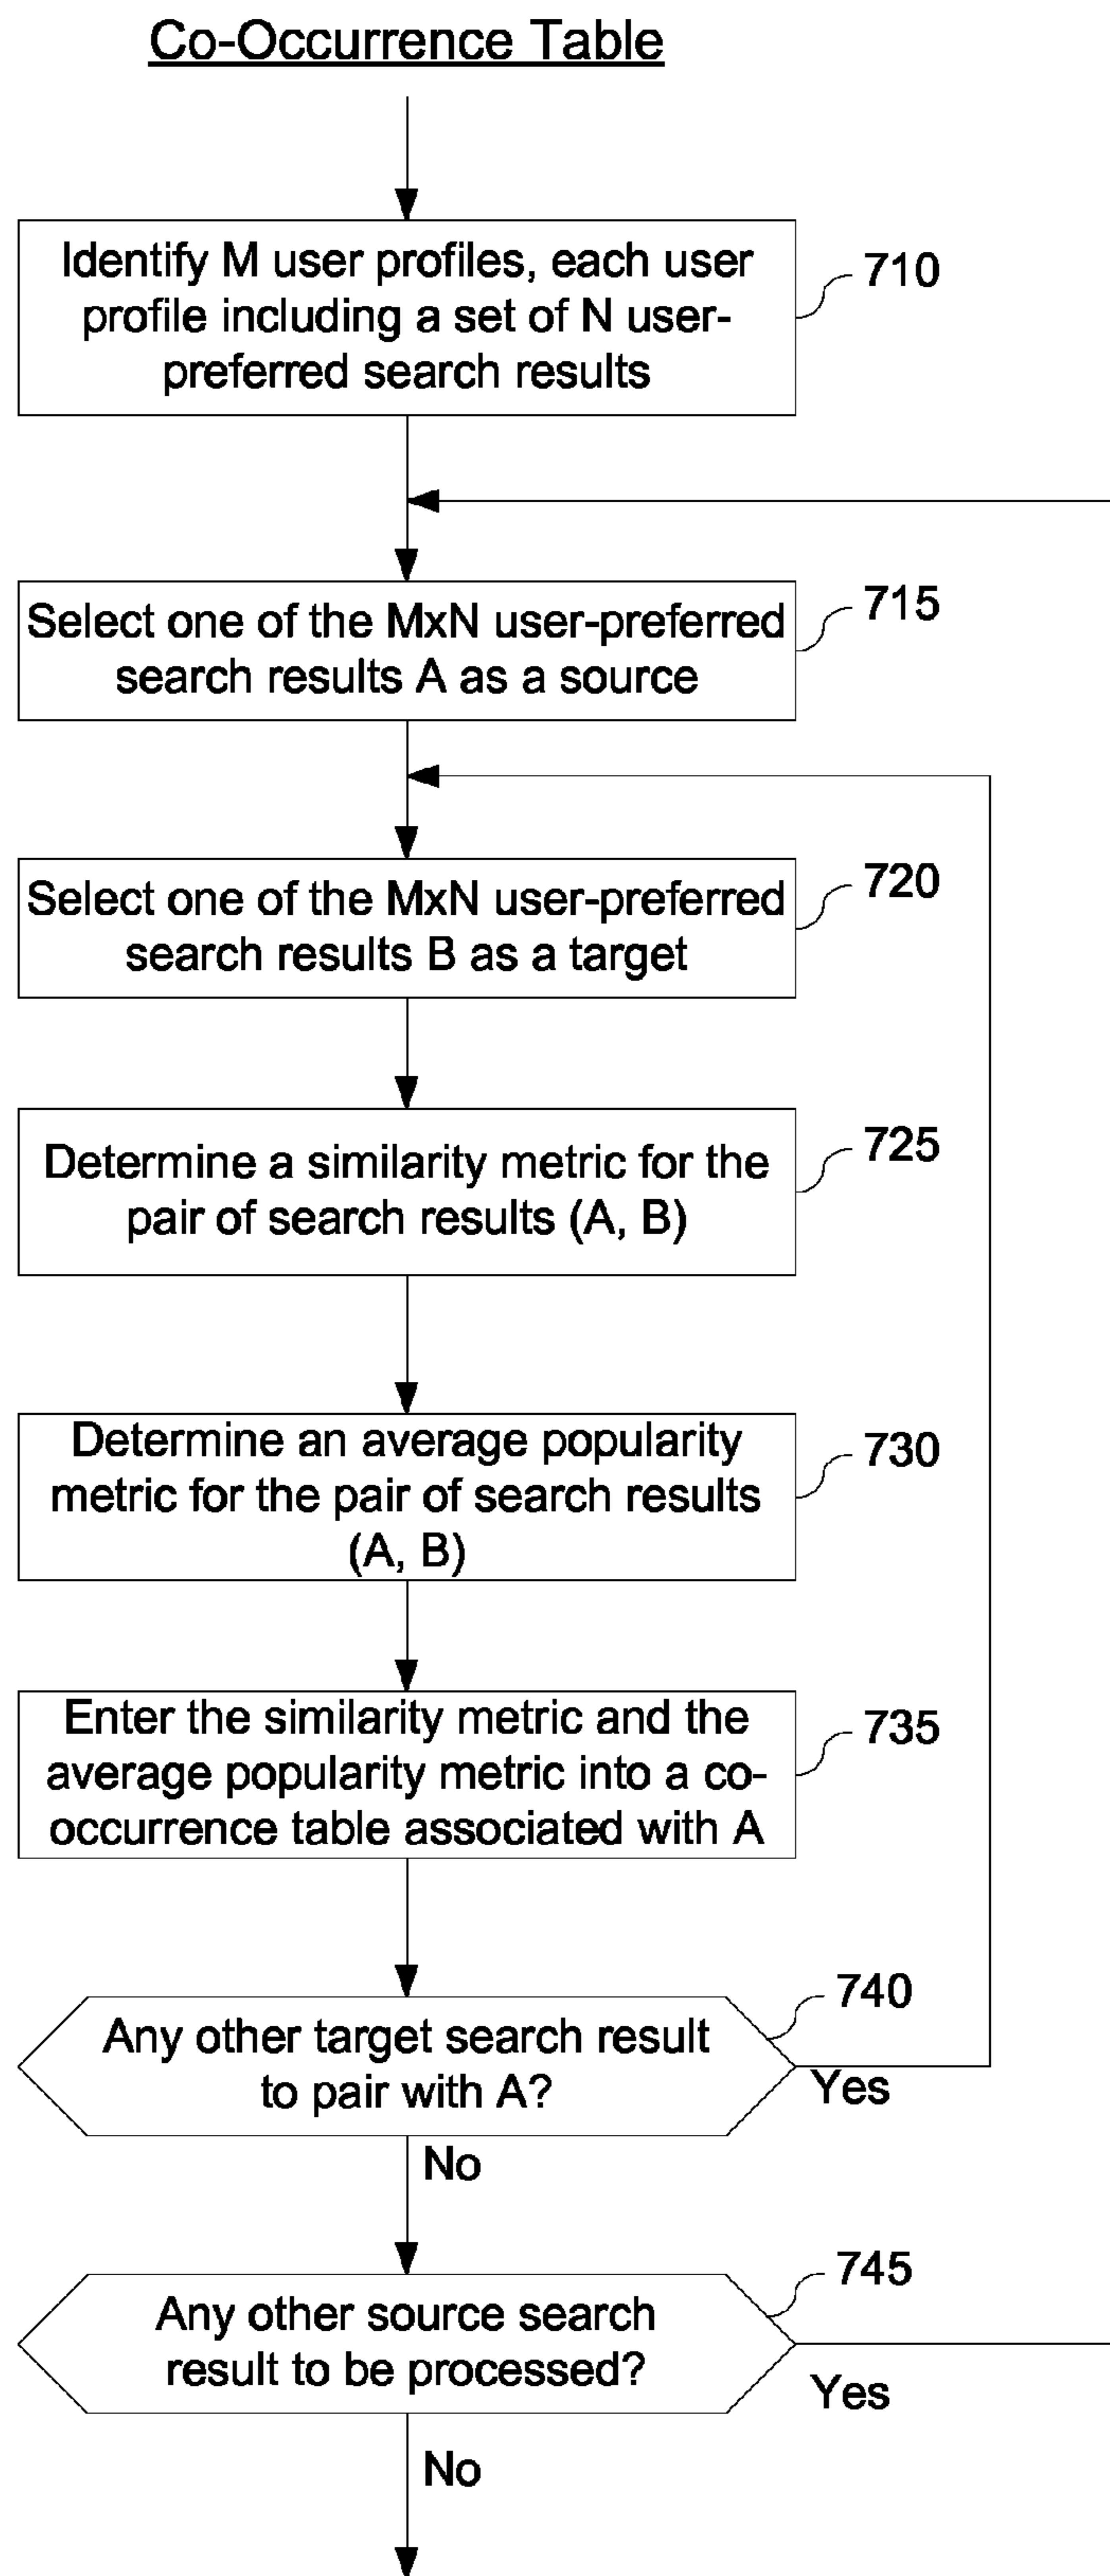 Co-Occurrence Table
Identify M user profiles, each user
profile including a set of N user-
preferred search results
710
Select one of the MxN user-preferred
search results A as a source
715
Select one of the MxN user-preferred
search results B as a target
720
Determine a similarity metric for the
pair of search results (A, B)
725
Determine an average popularity
metric for the pair of search results
(A, B)
730
Enter the similarity metric and the
average popularity metric into a co-
occurrence table associated with A
735
Any other target search result
to pair with A?
740
Yes
No
Any other source search
result to be processed?
745
Yes
No